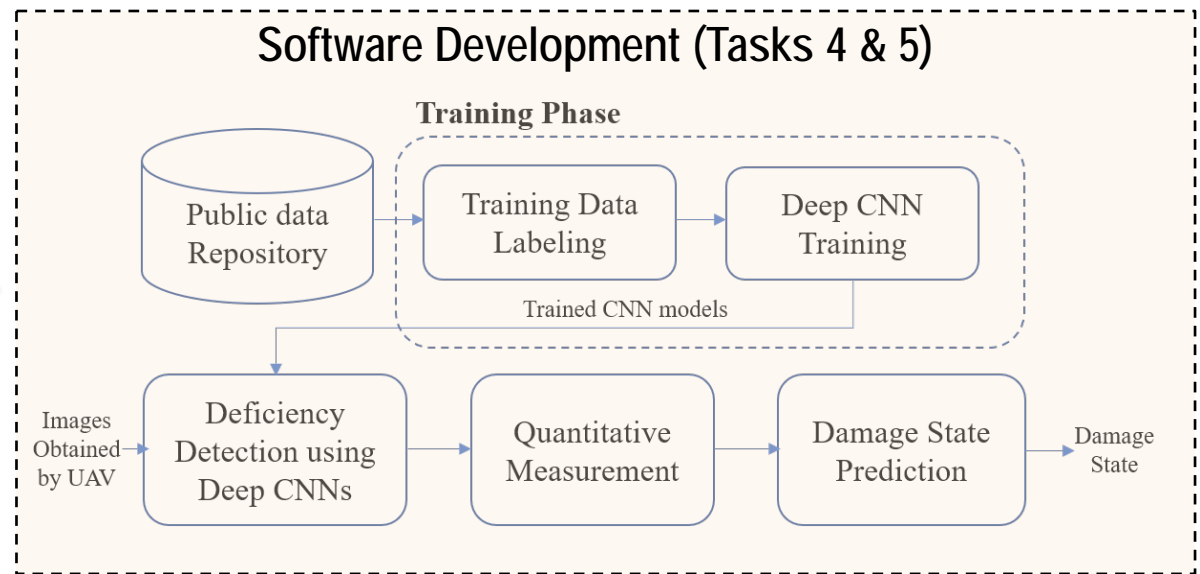 Software Development (Tasks 4 & 5)
Training Phase
Public data
Repository
Training Data
Labeling
Deep CNN
Training
Trained CNN models
Images
Obtained
by UAV
Deficiency
Detection using
Deep CNNs
Quantitative
Measurement
Damage State
Prediction
Damage
State